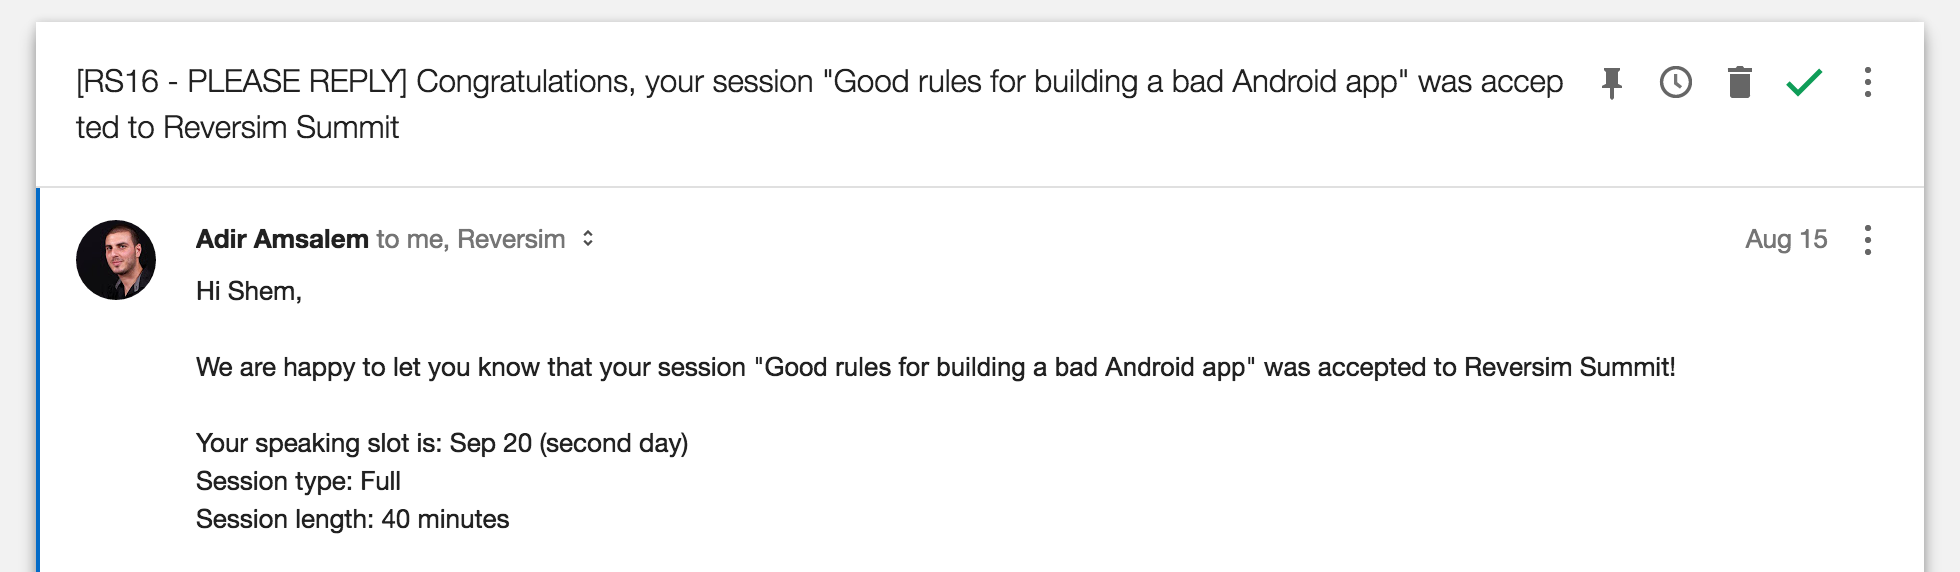 [RS16 - PLEASE REPLY] Congratulations, your session "Good rules for building a bad Android app" was accep
ted to Reversim Summit
Adir Amsalem to me, Reversim
Aug 15
Hi Shem,
We are happy to let you know that your session "Good rules for building a bad Android app" was accepted to Reversim Summit!
Your speaking slot is: Sep 20 (second day)
Session type: Full
Session length: 40 minutes